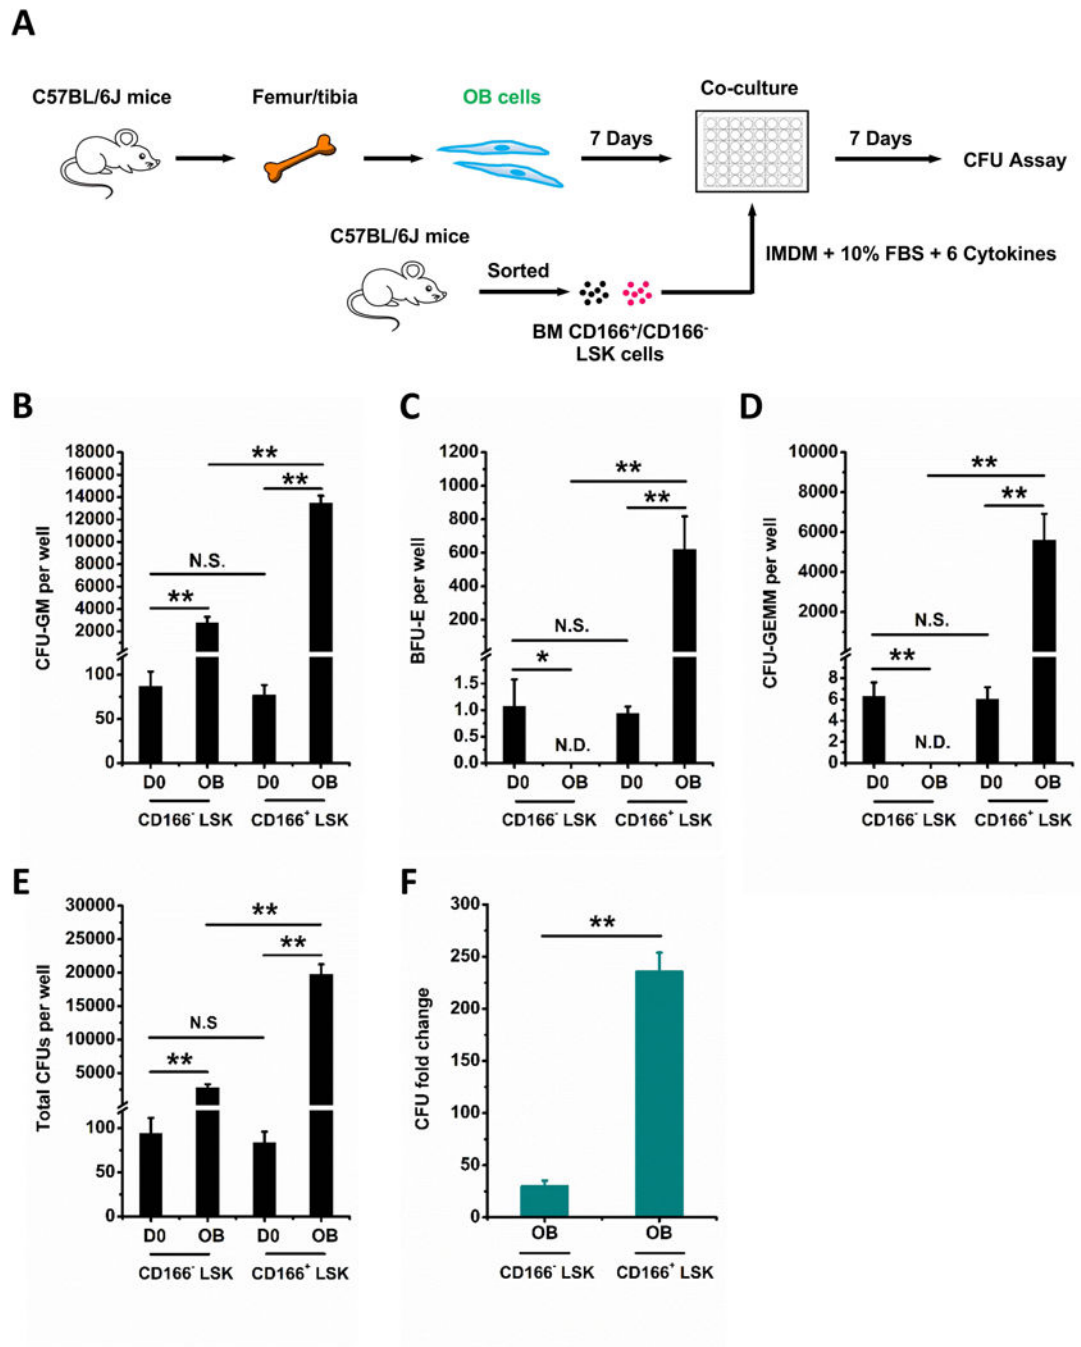 A
C57BL/6J mice
Femur/tibia
OB cells
7 Days
Co-culture
7 Days
CFU Assay
C57BL/6J mice
Sorted
IMDM + 10% FBS + 6 Cytokines
BM CD166⁺/CD166⁻
LSK cells
B
CFU-GM per well
18000
16000
14000
12000
10000
8000
6000
4000
2000
100
50
0
**
**
N.S.
**
D0 OB D0 OB
CD166⁻ LSK CD166⁺ LSK
C
BFU-E per well
1200
1000
800
600
400
200
1.5
1.0
0.5
0.0
**
**
N.S.
*
N.D.
D0 OB D0 OB
CD166⁻ LSK CD166⁺ LSK
D
CFU-GEMM per well
10000
8000
6000
4000
2000
8
6
4
2
0
**
**
N.S.
**
N.D.
D0 OB D0 OB
CD166⁻ LSK CD166⁺ LSK
E
Total CFUs per well
30000
25000
20000
15000
10000
5000
100
50
0
**
**
N.S
**
D0 OB D0 OB
CD166⁻ LSK CD166⁺ LSK
F
CFU fold change
300
250
200
150
100
50
0
**
OB OB
CD166⁻ LSK CD166⁺ LSK